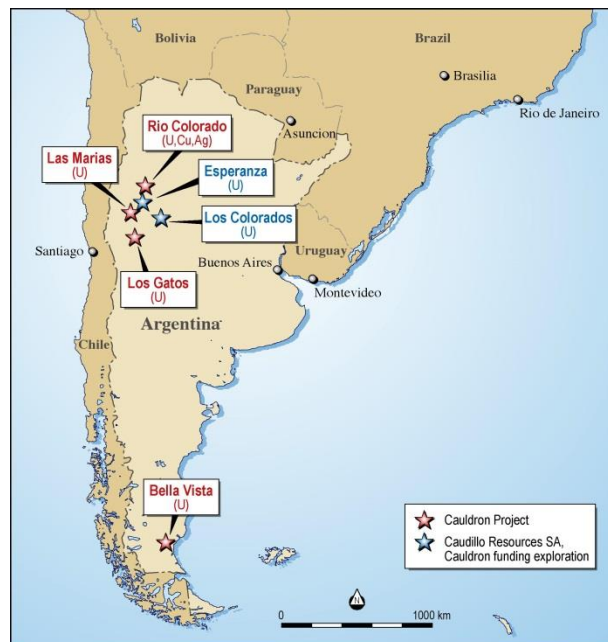 Bolivia
Brazil
Brasilia
Paraguay
Rio de Janeiro
Rio Colorado
(U,Cu,Ag)
Asuncion
Las Marias
(U)
Esperanza
(U)
Los Colorados
(U)
Santiago
Uruguay
Buenos Aires
Los Gatos
(U)
Montevideo
Argentina
Chile
Bella Vista
(U)
Cauldron Project
Caudillo Resources SA,
Cauldron funding exploration
N
0 1000 km